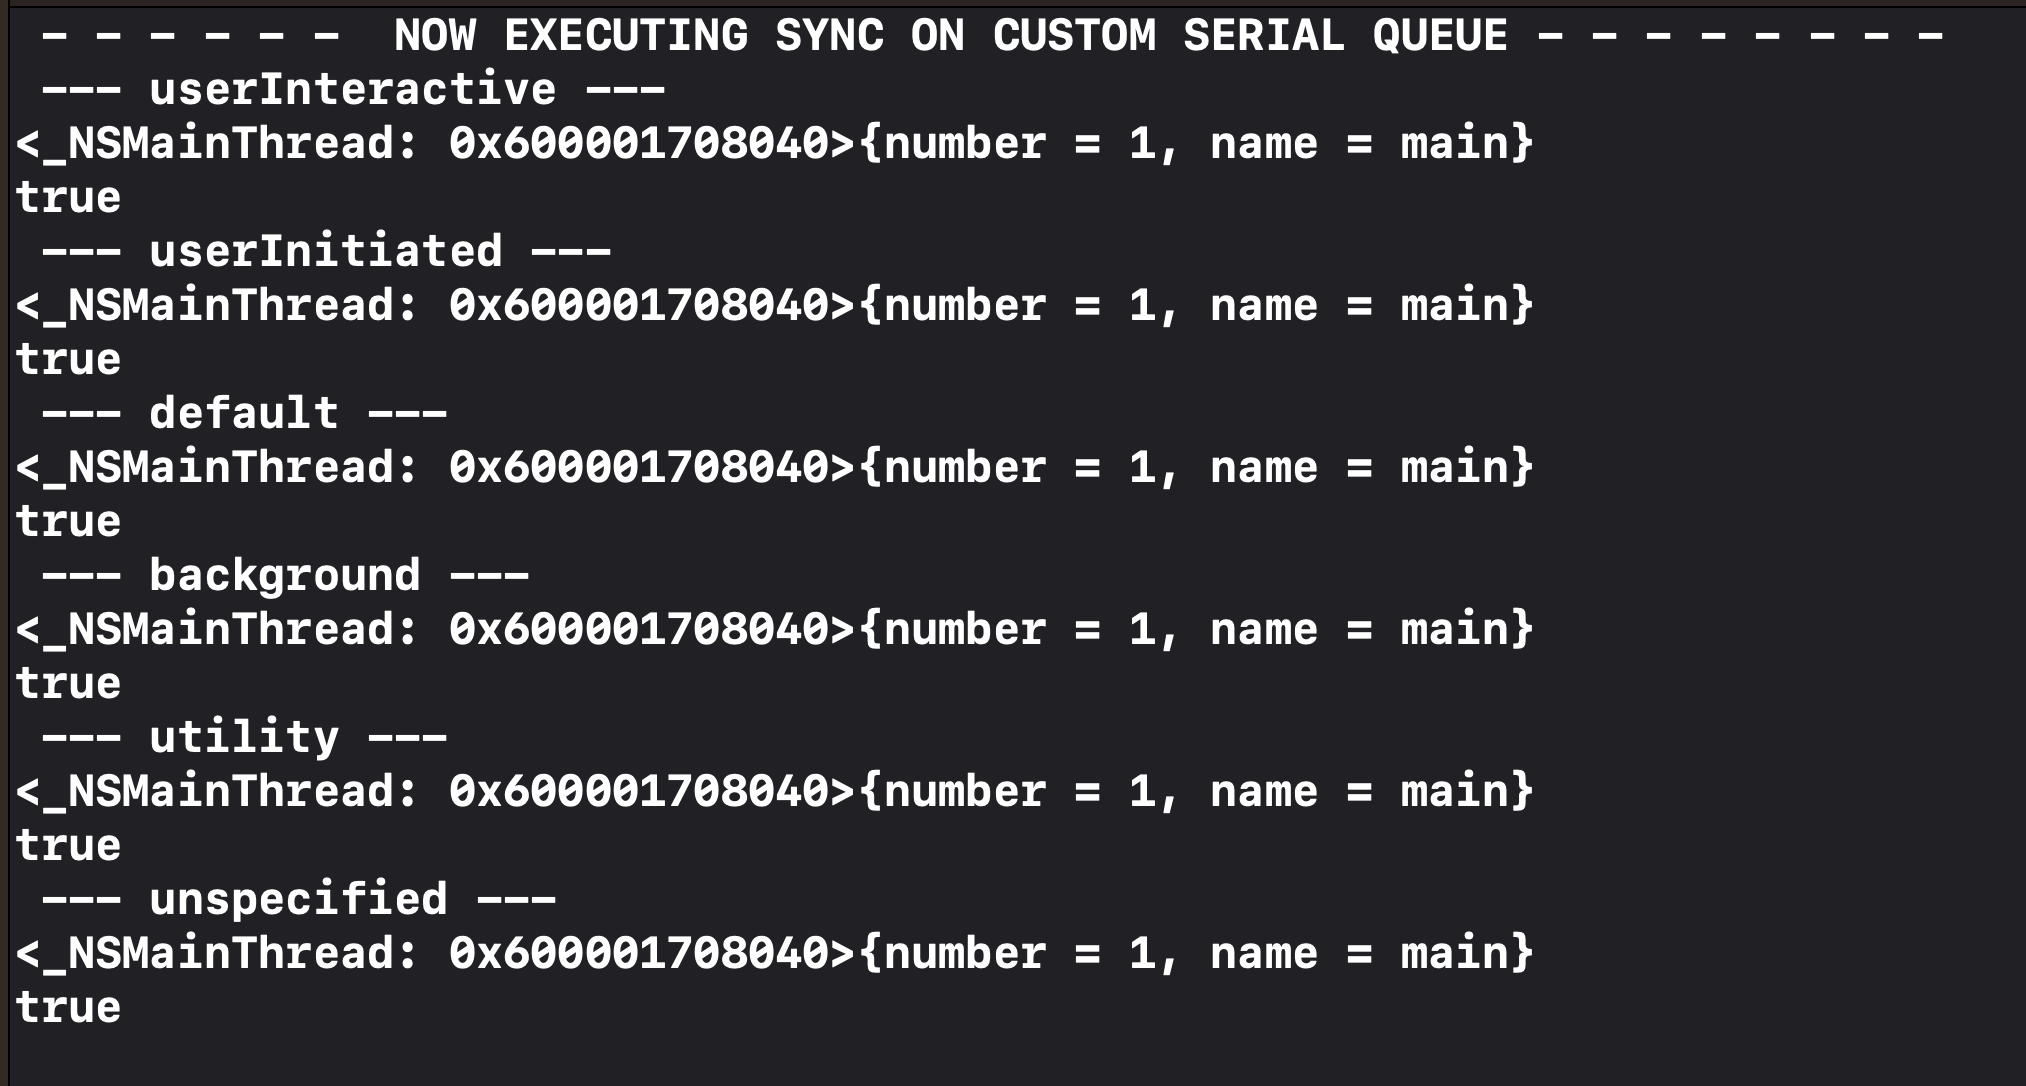 - - - - - -  NOW EXECUTING SYNC ON CUSTOM SERIAL QUEUE - - - - - - - -
 --- userInteractive ---
<_NSMainThread: 0x600001708040>{number = 1, name = main}
true
 --- userInitiated ---
<_NSMainThread: 0x600001708040>{number = 1, name = main}
true
 --- default ---
<_NSMainThread: 0x600001708040>{number = 1, name = main}
true
 --- background ---
<_NSMainThread: 0x600001708040>{number = 1, name = main}
true
 --- utility ---
<_NSMainThread: 0x600001708040>{number = 1, name = main}
true
 --- unspecified ---
<_NSMainThread: 0x600001708040>{number = 1, name = main}
true